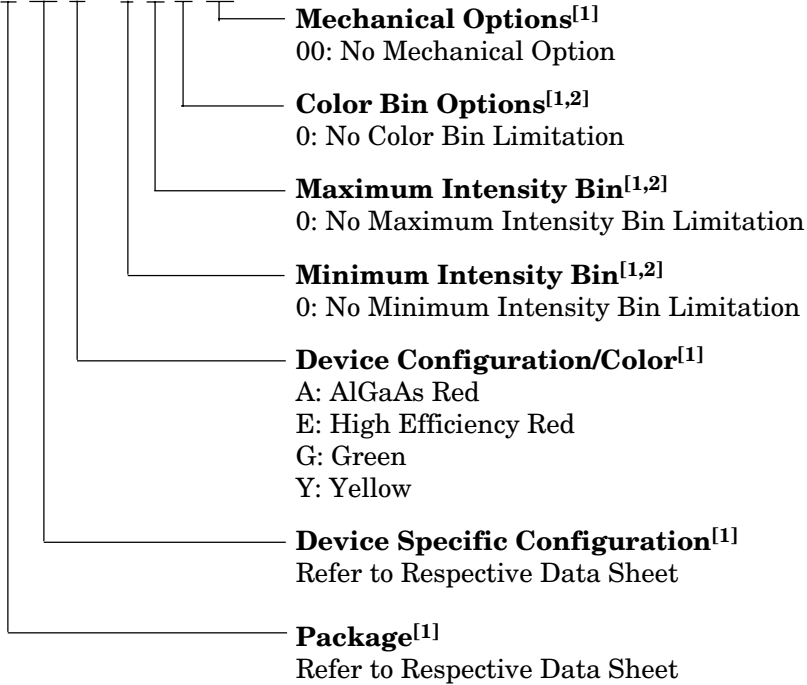 Mechanical Options[1]
00: No Mechanical Option
Color Bin Options[1,2]
0: No Color Bin Limitation
Maximum Intensity Bin[1,2]
0: No Maximum Intensity Bin Limitation
Minimum Intensity Bin[1,2]
0: No Minimum Intensity Bin Limitation
Device Configuration/Color[1]
A: AlGaAs Red
E: High Efficiency Red
G: Green
Y: Yellow
Device Specific Configuration[1]
Refer to Respective Data Sheet
Package[1]
Refer to Respective Data Sheet